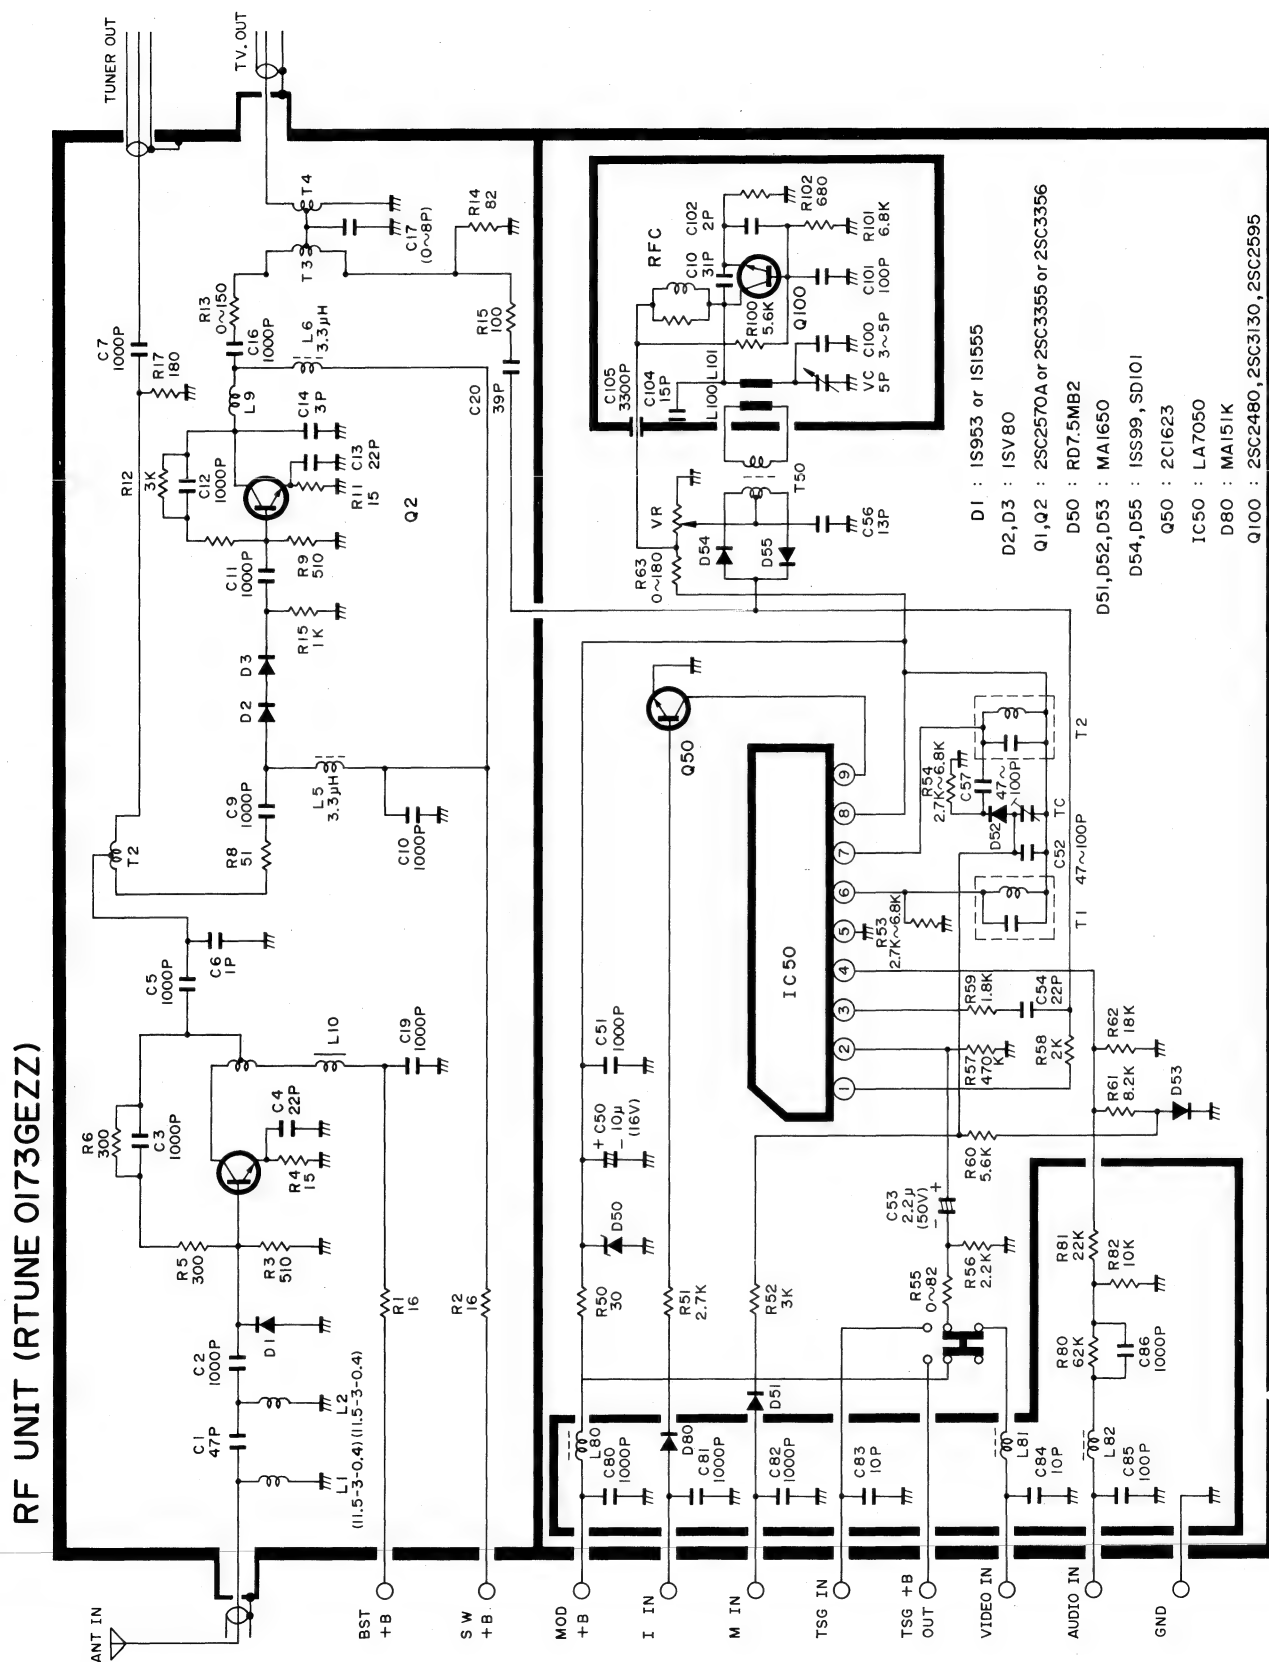 RF UNIT (RTUNE 0173GEZZ)
ANT IN
TUNER OUT
TV. OUT
L1
(11.5-3-0.4)
C1
47P
L2
(11.5-3-0.4)
C2
1000P
D1
R5
300
R3
510
R6
300
C3
1000P
R4
15
C4
22P
L10
C19
1000P
C5
1000P
C6
1P
T2
R8
51
C9
1000P
L5
3.3μH
C10
1000P
D2
D3
R15
1K
C11
1000P
R9
510
R12
3K
C12
1000P
R11
15
C13
22P
C14
3P
Q2
L9
C7
1000P
R17
180
R13
0~150
C16
1000P
L6
3.3μH
C20
39P
R15
100
T3
T4
C17
(0~8P)
R14
82
BST
+B
R1
16
SW
+B
R2
16
MOD
+B
I IN
M IN
TSG IN
TSG +B
OUT
VIDEO IN
AUDIO IN
GND
L80
C80
1000P
D80
C81
1000P
C82
1000P
D51
C83
10P
L81
C84
10P
L82
C85
100P
R80
62K
C86
1000P
R81
22K
R82
10K
R50
30
D50
+ C50
- 10μ
(16V)
C51
1000P
R51
2.7K
R52
3K
R55
0~82
R56
2.2K
C53
2.2μ
(50V)
- +
R60
5.6K
R61
8.2K
D53
R62
18K
R57
470
K
R58
2K
R59
1.8K
C54
22P
IC50
1 2 3 4 5 6 7 8 9
R53
2.7K~6.8K
T1
47~100P
C52
TC
D52
47~
100P
C57
R54
2.7K~6.8K
T2
Q50
R63
0~180
VR
D54
D55
C56
13P
T50
C105
3300P
C104
15P
L100
L101
RFC
C10
31P
R100
5.6K
Q100
VC
5P
C100
3~5P
C101
100P
C102
2P
R101
6.8K
R102
680
D1 : 1S953 or 1S1555
D2,D3 : ISV80
Q1,Q2 : 2SC2570A or 2SC3355 or 2SC3356
D50 : RD7.5MB2
D51,D52,D53 : MA1650
D54,D55 : ISS99,SD101
Q50 : 2C1623
IC50 : LA7050
D80 : MA151K
Q100 : 2SC2480,2SC3130,2SC2595